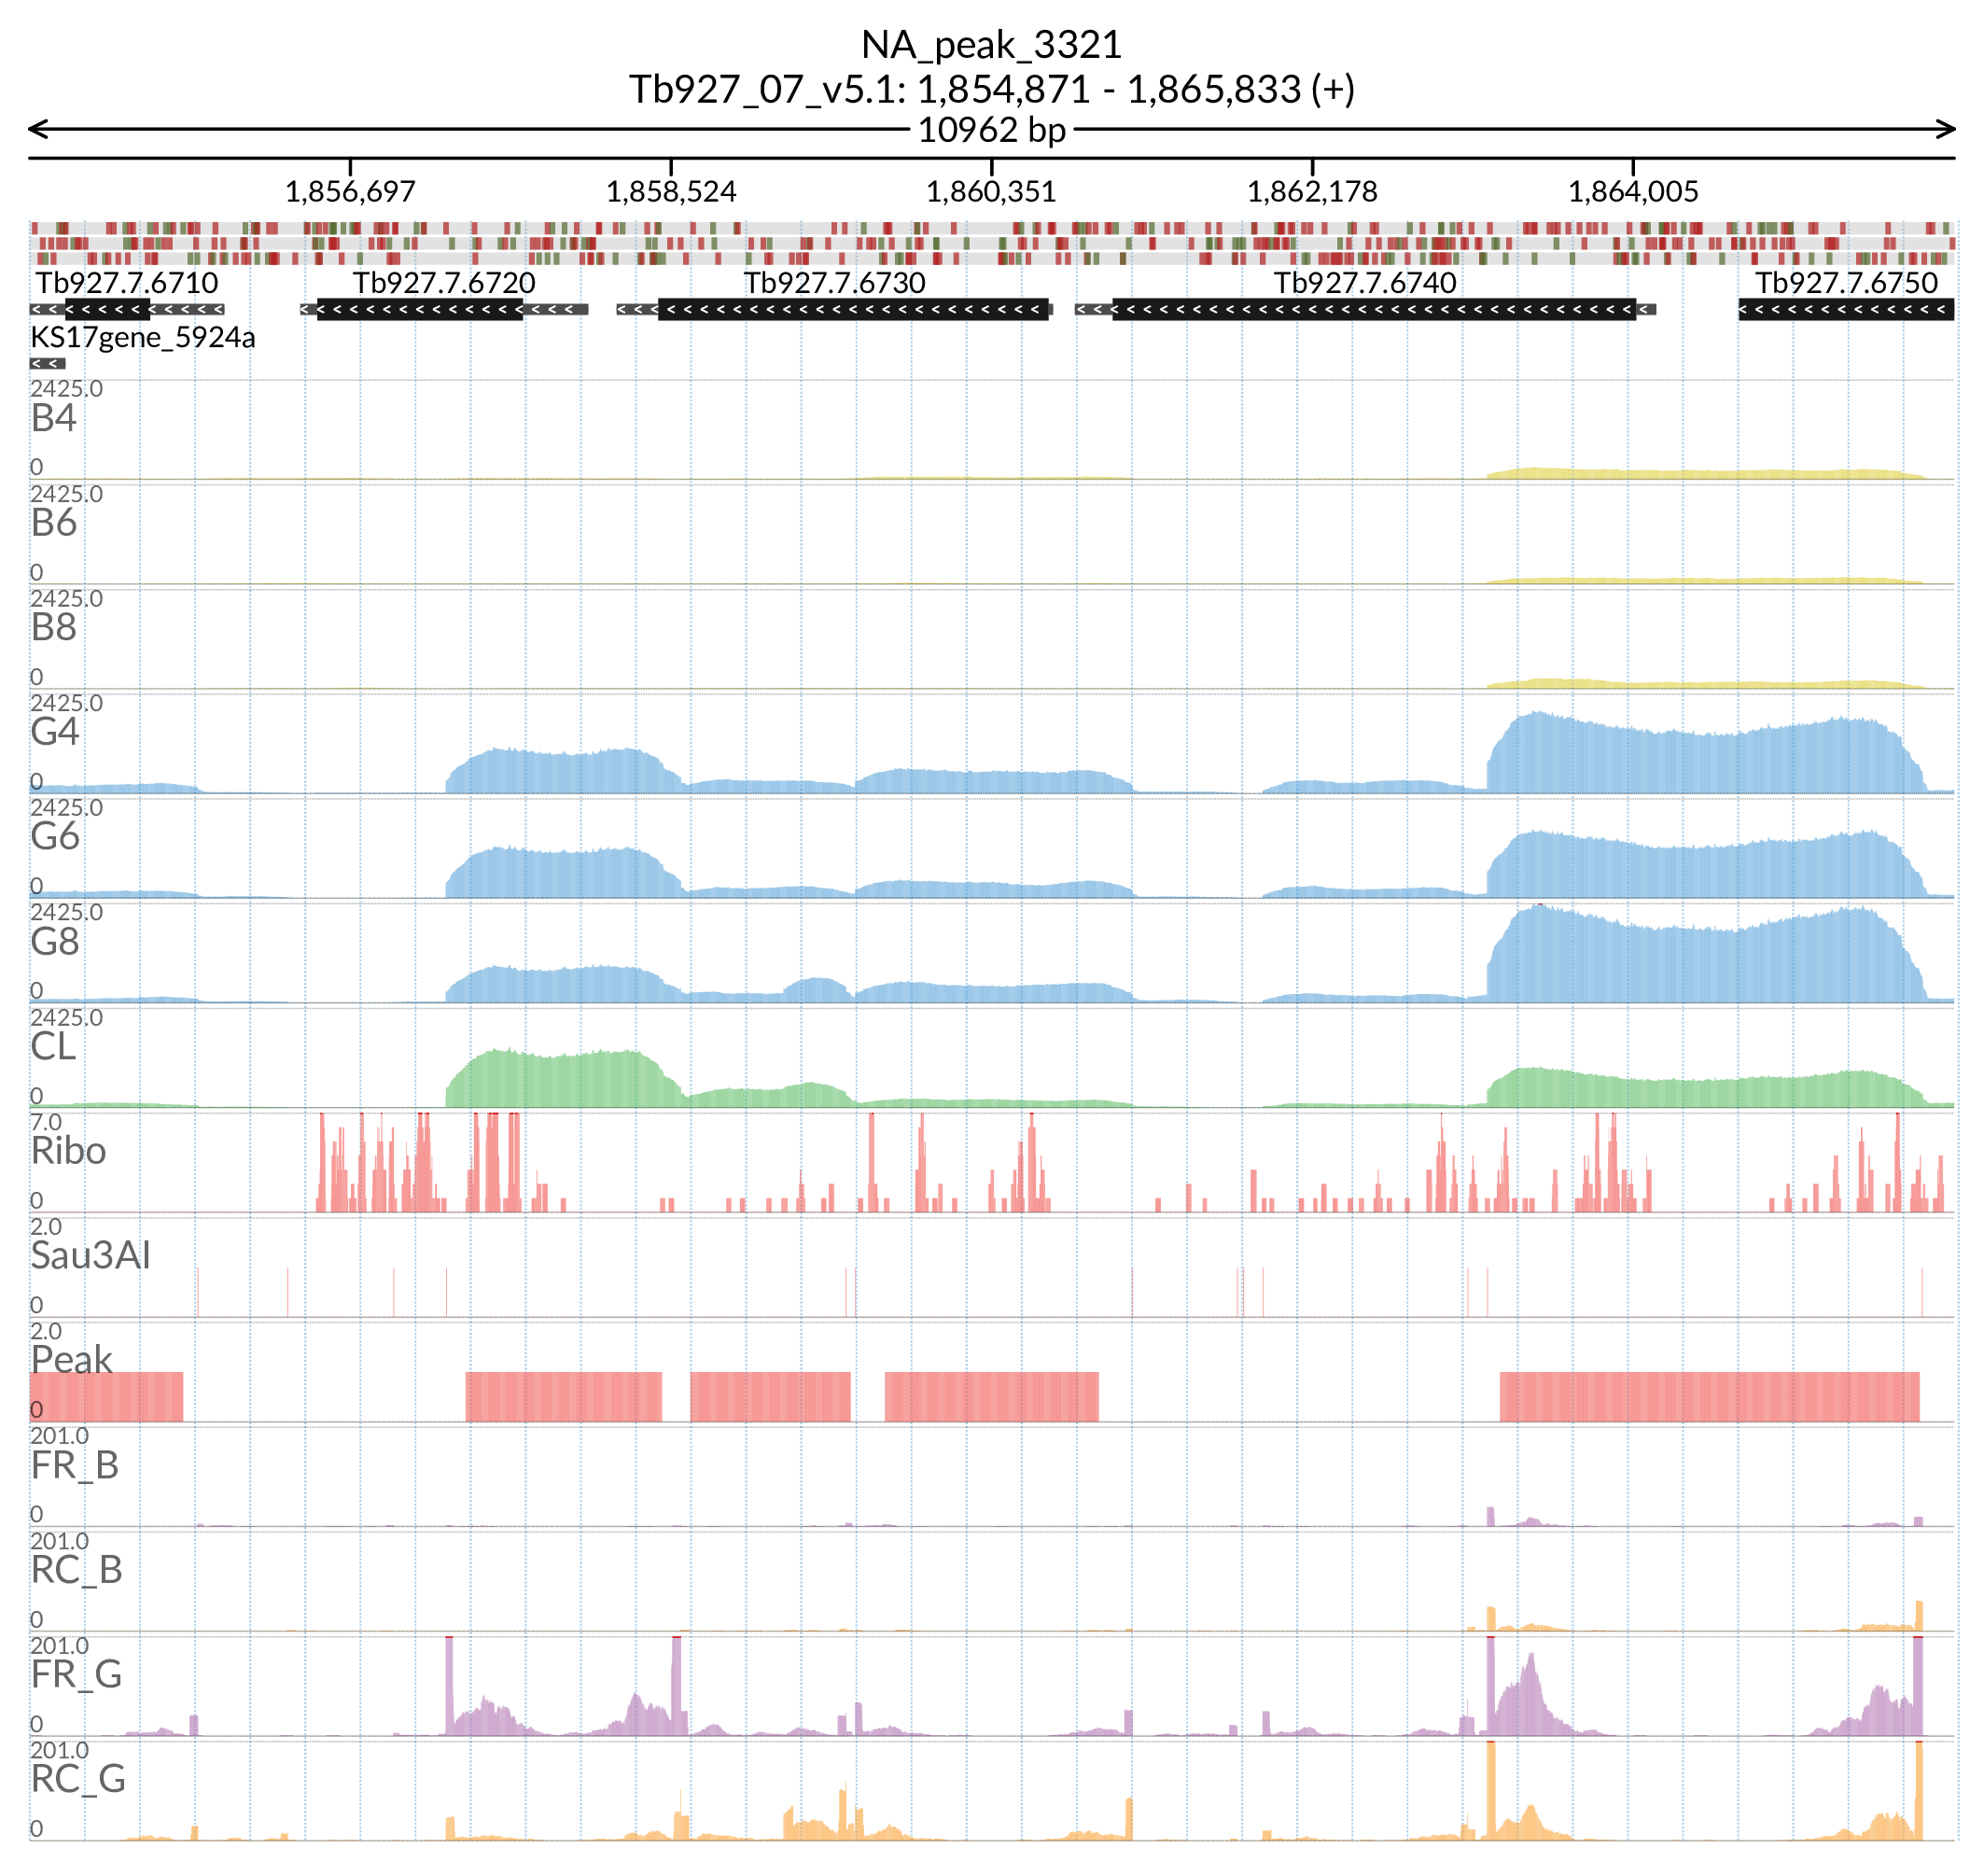 NA_peak_3321
Tb927_07_v5.1: 1,854,871 - 1,865,833 (+)
10962 bp
1,856,697 1,858,524 1,860,351 1,862,178 1,864,005
Tb927.7.6710 Tb927.7.6720 Tb927.7.6730 Tb927.7.6740 Tb927.7.6750
KS17gene_5924a
2425.0
B4
0
2425.0
B6
0
2425.0
B8
0
2425.0
G4
0
2425.0
G6
0
2425.0
G8
0
2425.0
CL
0
7.0
Ribo
0
2.0
Sau3AI
0
2.0
Peak
0
201.0
FR_B
0
201.0
RC_B
0
201.0
FR_G
0
201.0
RC_G
0